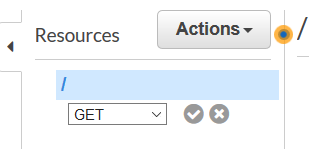 Resources
Actions
/
/
GET